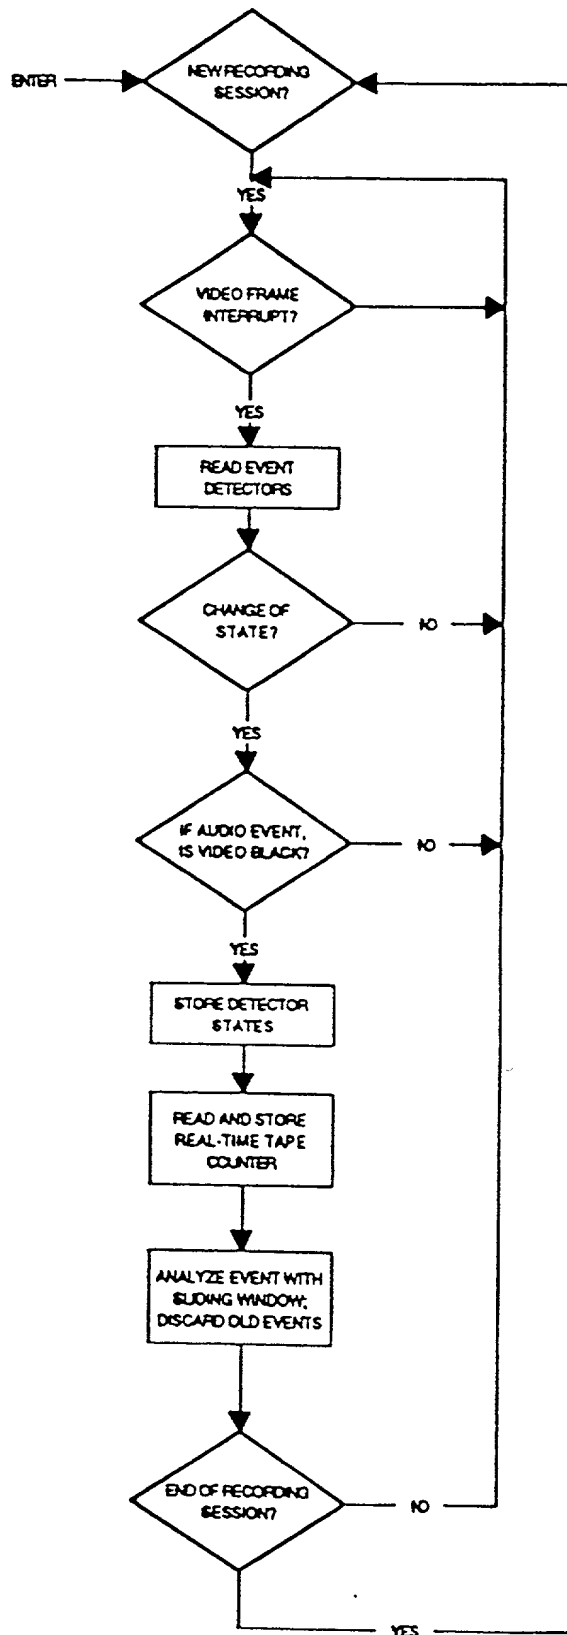 NEW RECORDING
SESSION?
ENTER
YES
VIDEO FRAME
INTERRUPT?
YES
READ EVENT
DETECTORS
CHANGE OF
STATE?
NO
YES
IF AUDIO EVENT,
IS VIDEO BLACK?
NO
YES
STORE DETECTOR
STATES
READ AND STORE
REAL-TIME TAPE
COUNTER
ANALYZE EVENT WITH
SLIDING WINDOW;
DISCARD OLD EVENTS
END OF RECORDING
SESSION?
NO
YES